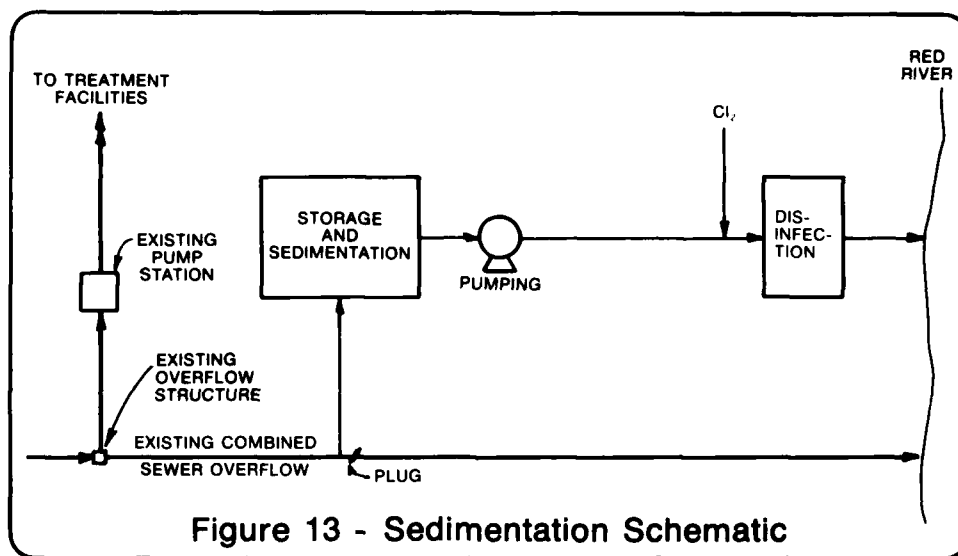 TO TREATMENT
FACILITIES
RED
RIVER
Cl₂
STORAGE
AND
SEDIMENTATION
DIS-
INFEC-
TION
EXISTING
PUMP
STATION
PUMPING
EXISTING
OVERFLOW
STRUCTURE
EXISTING COMBINED
SEWER OVERFLOW
PLUG
Figure 13 - Sedimentation Schematic